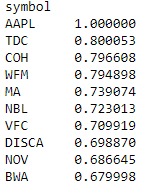 symbol
AAPL 1.000000
TDC 0.800053
COH 0.796608
WFM 0.794898
MA 0.739074
NBL 0.723013
VFC 0.709919
DISCA 0.698870
NOV 0.686645
BWA 0.679998